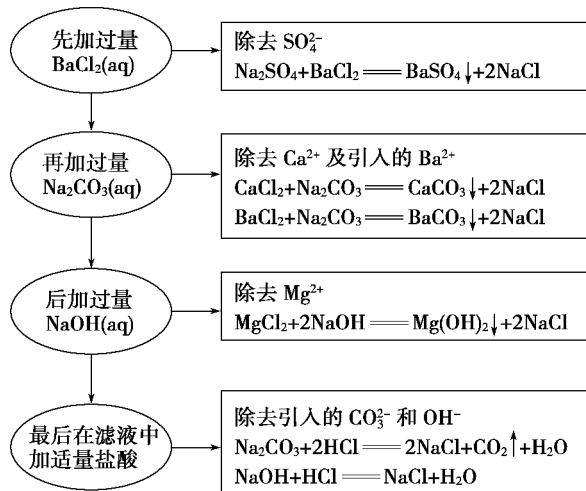 先加过量
BaCl₂(aq)
除去 SO₄²⁻
Na₂SO₄+BaCl₂══BaSO₄↓+2NaCl
再加过量
Na₂CO₃(aq)
除去 Ca²⁺ 及引入的 Ba²⁺
CaCl₂+Na₂CO₃══CaCO₃↓+2NaCl
BaCl₂+Na₂CO₃══BaCO₃↓+2NaCl
后加过量
NaOH(aq)
除去 Mg²⁺
MgCl₂+2NaOH══Mg(OH)₂↓+2NaCl
最后在滤液中
加适量盐酸
除去引入的 CO₃²⁻ 和 OH⁻
Na₂CO₃+2HCl══2NaCl+CO₂↑+H₂O
NaOH+HCl══NaCl+H₂O